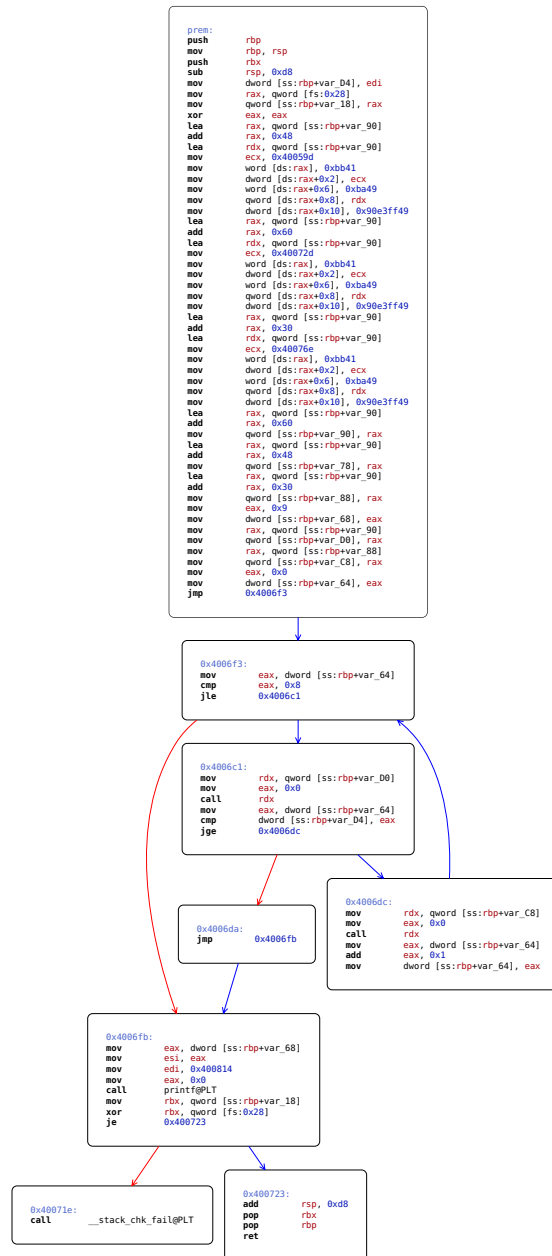 prem:
push rbp
mov rbp, rsp
push rbx
sub rsp, 0xd8
mov dword [ss:rbp+var_D4], edi
mov rax, qword [fs:0x28]
mov qword [ss:rbp+var_18], rax
xor eax, eax
lea rax, qword [ss:rbp+var_90]
add rax, 0x48
lea rdx, qword [ss:rbp+var_90]
mov ecx, 0x40059d
mov word [ds:rax], 0xbb41
mov dword [ds:rax+0x2], ecx
mov word [ds:rax+0x6], 0xba49
mov qword [ds:rax+0x8], rdx
mov dword [ds:rax+0x10], 0x90e3ff49
lea rax, qword [ss:rbp+var_90]
add rax, 0x60
lea rdx, qword [ss:rbp+var_90]
mov ecx, 0x40072d
mov word [ds:rax], 0xbb41
mov dword [ds:rax+0x2], ecx
mov word [ds:rax+0x6], 0xba49
mov qword [ds:rax+0x8], rdx
mov dword [ds:rax+0x10], 0x90e3ff49
lea rax, qword [ss:rbp+var_90]
add rax, 0x30
lea rdx, qword [ss:rbp+var_90]
mov ecx, 0x40076e
mov word [ds:rax], 0xbb41
mov dword [ds:rax+0x2], ecx
mov word [ds:rax+0x6], 0xba49
mov qword [ds:rax+0x8], rdx
mov dword [ds:rax+0x10], 0x90e3ff49
lea rax, qword [ss:rbp+var_90]
add rax, 0x60
mov qword [ss:rbp+var_90], rax
lea rax, qword [ss:rbp+var_90]
add rax, 0x48
mov qword [ss:rbp+var_78], rax
lea rax, qword [ss:rbp+var_90]
add rax, 0x30
mov qword [ss:rbp+var_88], rax
mov eax, 0x9
mov dword [ss:rbp+var_68], eax
mov rax, qword [ss:rbp+var_90]
mov qword [ss:rbp+var_D0], rax
mov rax, qword [ss:rbp+var_88]
mov qword [ss:rbp+var_C8], rax
mov eax, 0x0
mov dword [ss:rbp+var_64], eax
jmp 0x4006f3
0x4006f3:
mov eax, dword [ss:rbp+var_64]
cmp eax, 0x8
jle 0x4006c1
0x4006c1:
mov rdx, qword [ss:rbp+var_D0]
mov eax, 0x0
call rdx
mov eax, dword [ss:rbp+var_64]
cmp dword [ss:rbp+var_D4], eax
jge 0x4006dc
0x4006dc:
mov rdx, qword [ss:rbp+var_C8]
mov eax, 0x0
call rdx
mov eax, dword [ss:rbp+var_64]
add eax, 0x1
mov dword [ss:rbp+var_64], eax
0x4006da:
jmp 0x4006fb
0x4006fb:
mov eax, dword [ss:rbp+var_68]
mov esi, eax
mov edi, 0x400814
mov eax, 0x0
call printf@PLT
mov rbx, qword [ss:rbp+var_18]
xor rbx, qword [fs:0x28]
je 0x400723
0x40071e:
call __stack_chk_fail@PLT
0x400723:
add rsp, 0xd8
pop rbx
pop rbp
ret